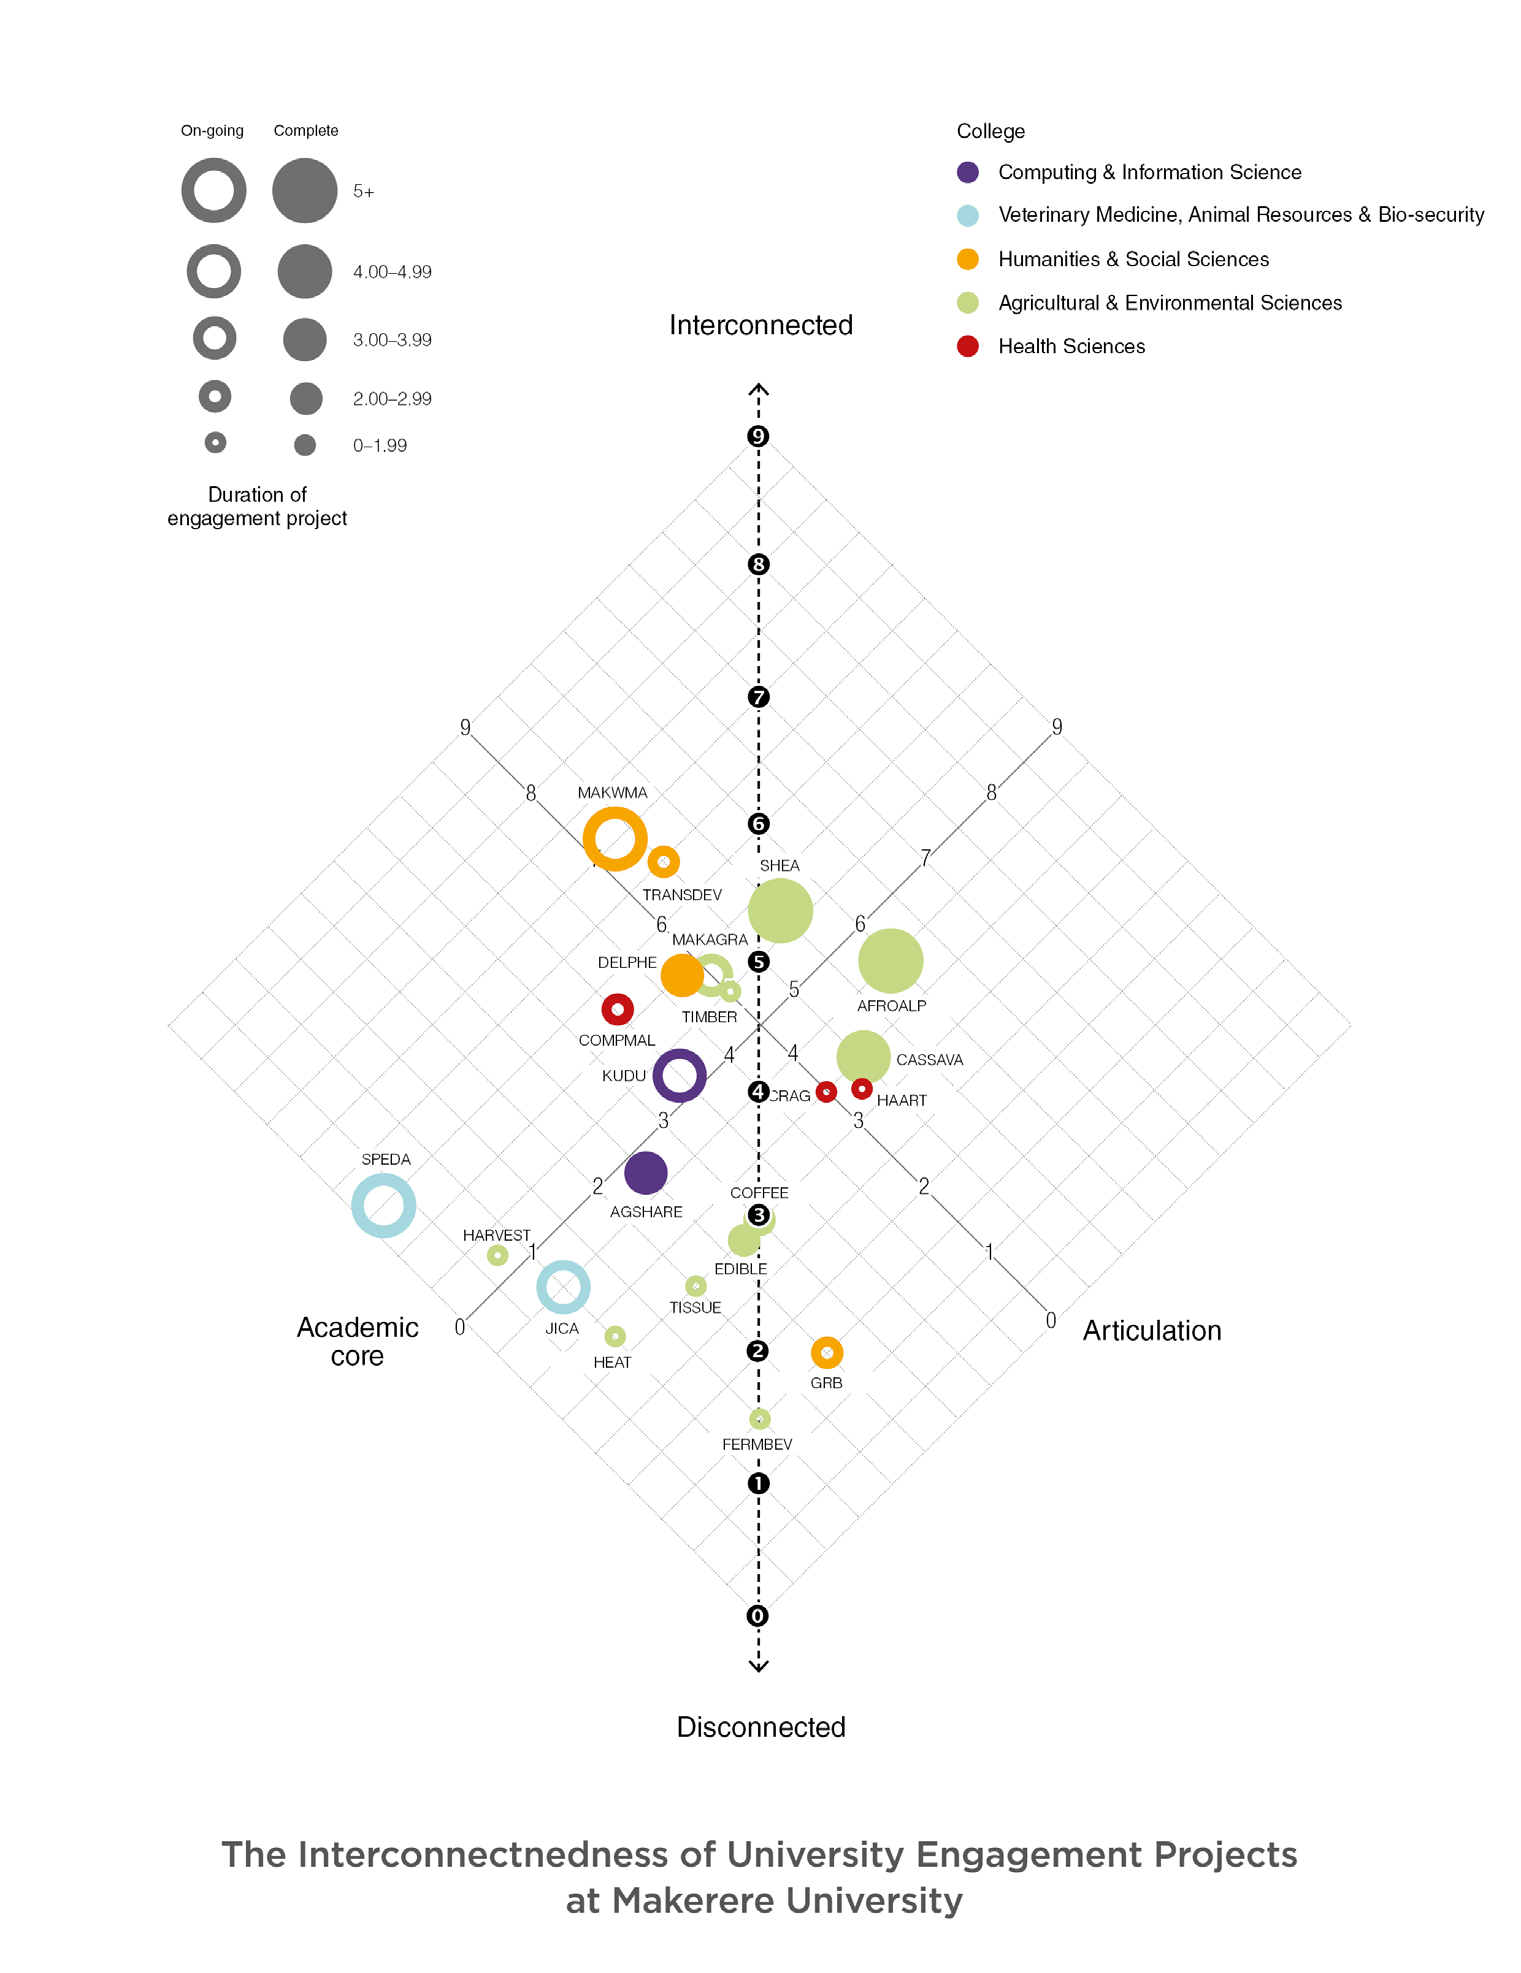 On-going Complete
5+
4.00–4.99
3.00–3.99
2.00–2.99
0–1.99
Duration of
engagement project
College
Computing & Information Science
Veterinary Medicine, Animal Resources & Bio-security
Humanities & Social Sciences
Agricultural & Environmental Sciences
Health Sciences
Interconnected
9
8
7
9 9
8 MAKWMA 8
6
7 7
SHEA
TRANSDEV
6 6
MAKAGRA
DELPHE 5
5
AFROALP
TIMBER
COMPMAL
4 4
CASSAVA
KUDU
4 CRAG HAART
3 3
SPEDA
2 2
COFFEE
AGSHARE 3
HARVEST
1 1
EDIBLE
TISSUE
Academic
core
0 JICA 0 Articulation
2
HEAT
GRB
FERMBEV
1
0
Disconnected
The Interconnectnedness of University Engagement Projects
at Makerere University